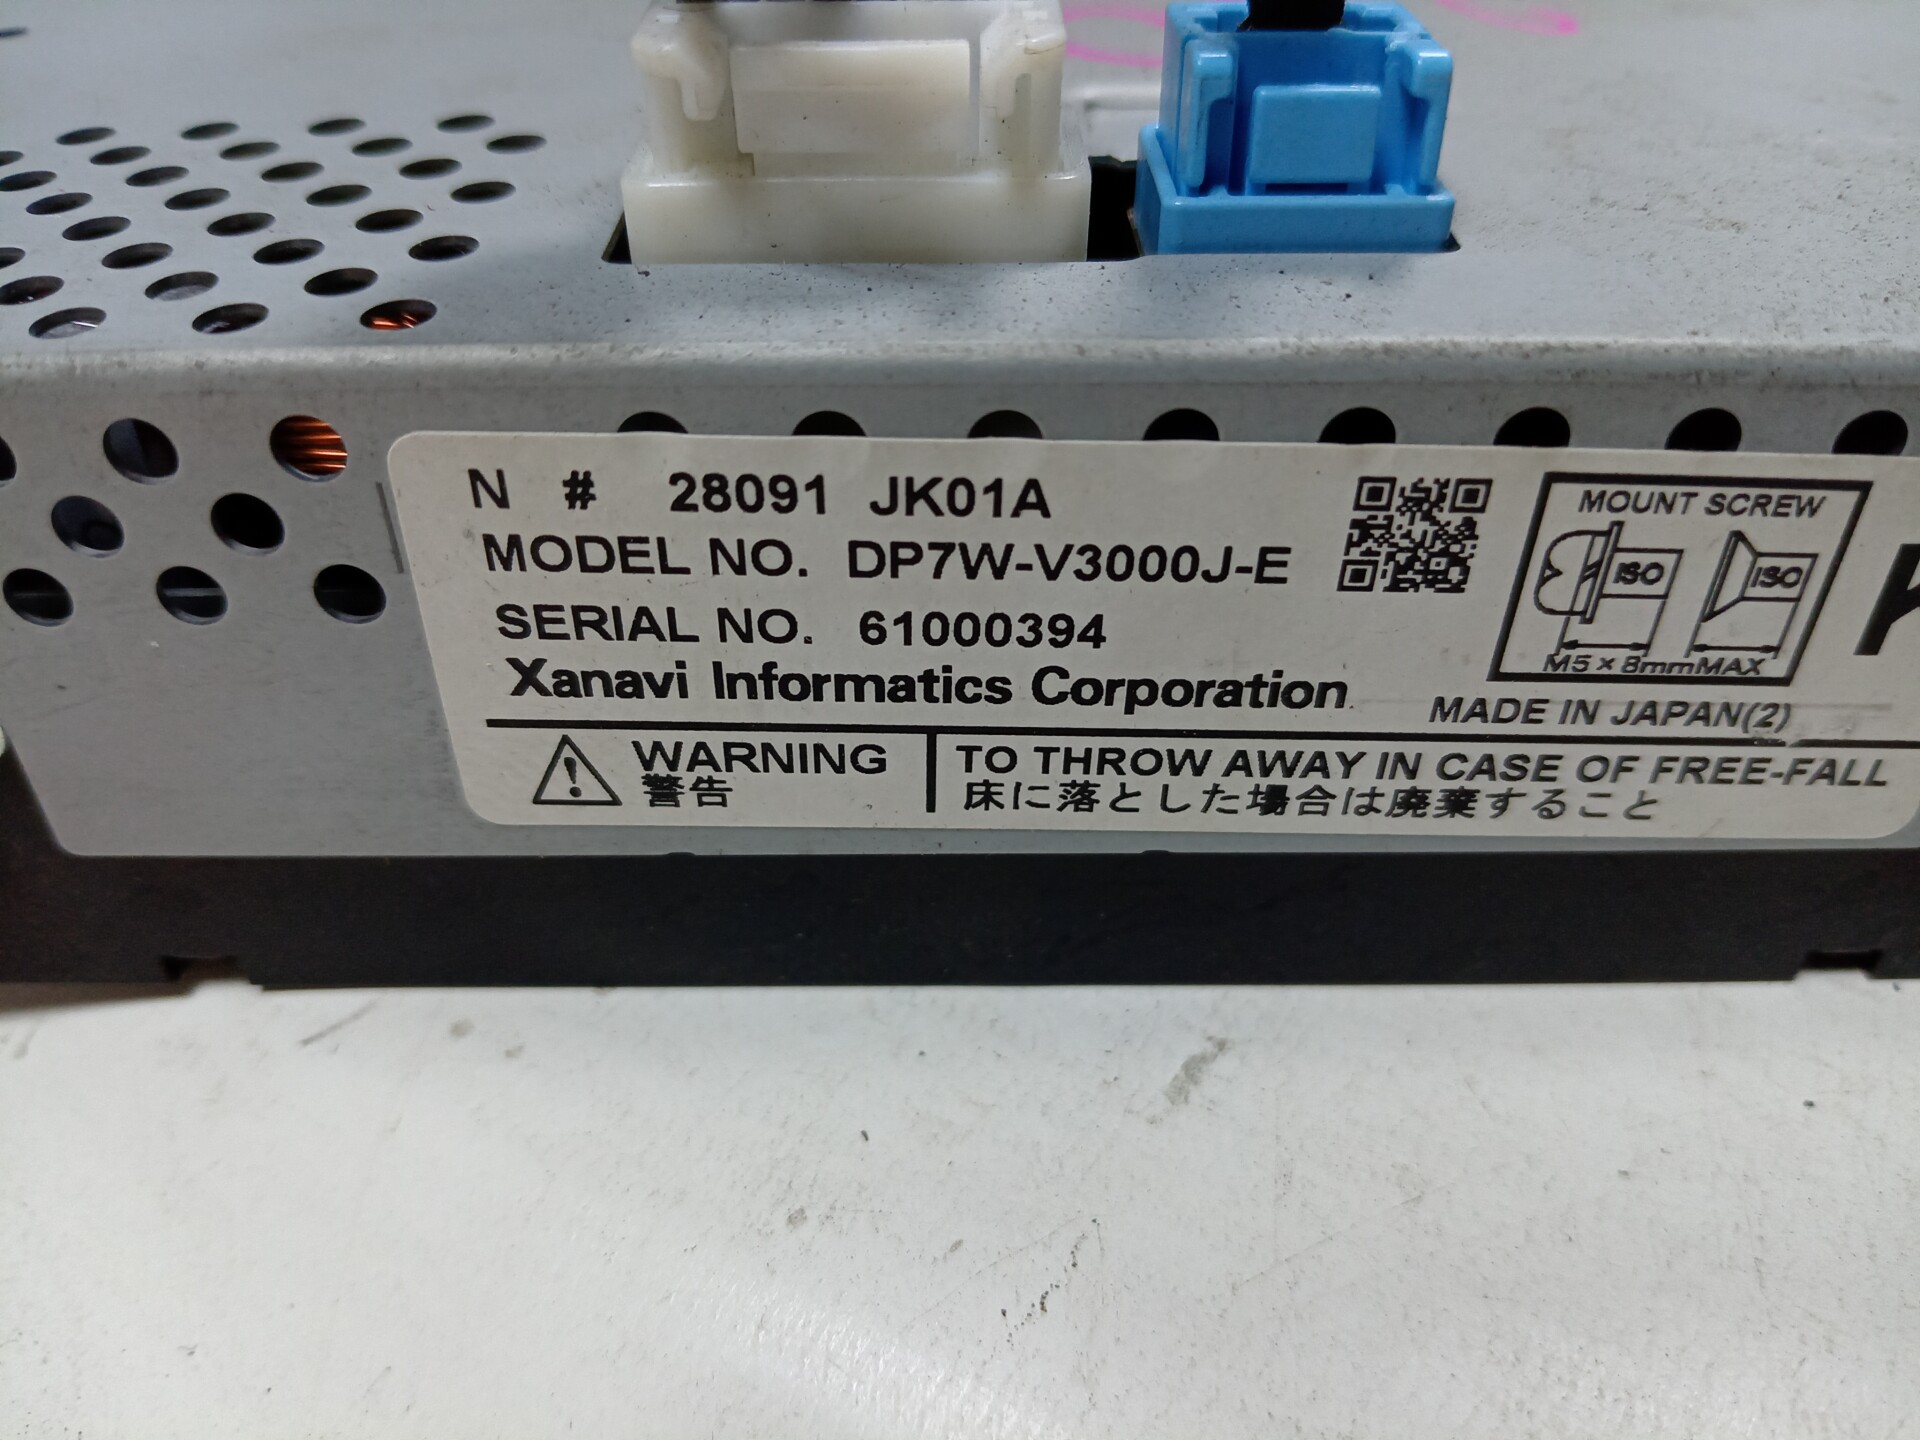 N # 28091 JK01A
MODEL NO. DP7W-V3000J-E
SERIAL NO. 61000394
Xanavi Informatics Corporation
MOUNT SCREW
ISO ISO
M5×8mmMAX
MADE IN JAPAN(2)
WARNING
警告
TO THROW AWAY IN CASE OF FREE-FALL
床に落とした場合は廃棄すること